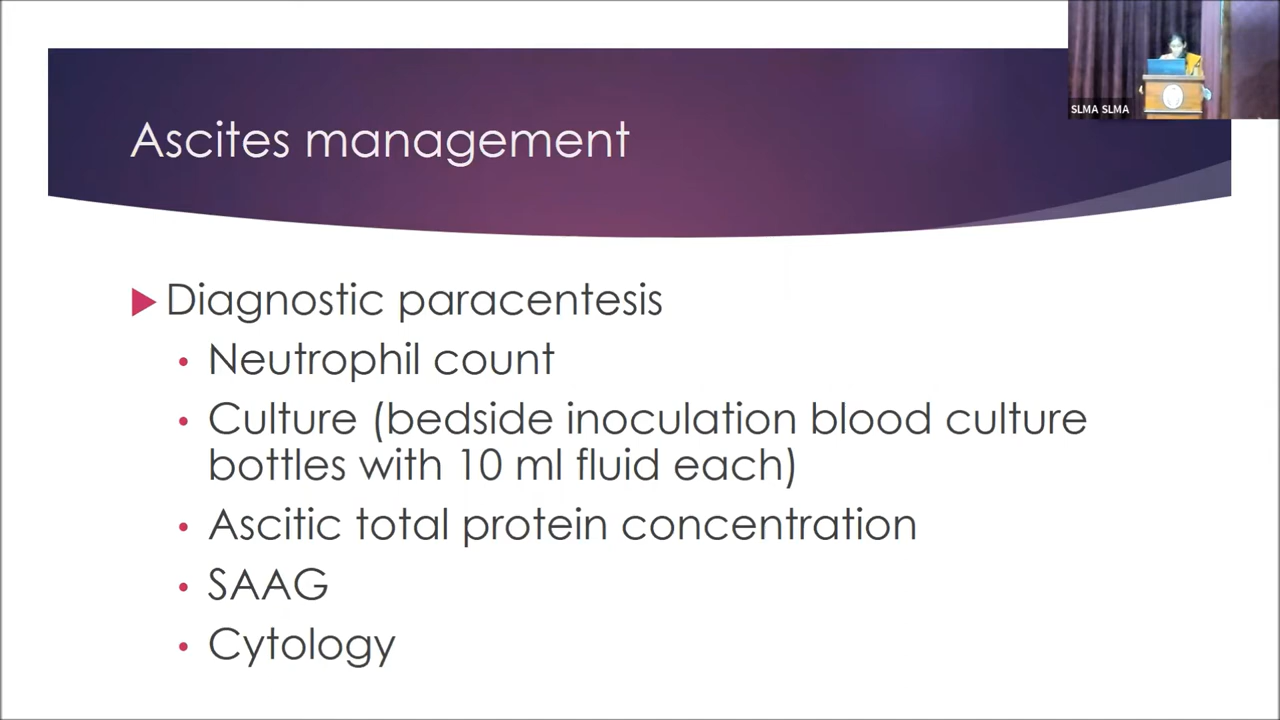 SLMA SLMA
Ascites management
Diagnostic paracentesis
• Neutrophil count
• Culture (bedside inoculation blood culture
bottles with 10 ml fluid each)
• Ascitic total protein concentration
• SAAG
• Cytology